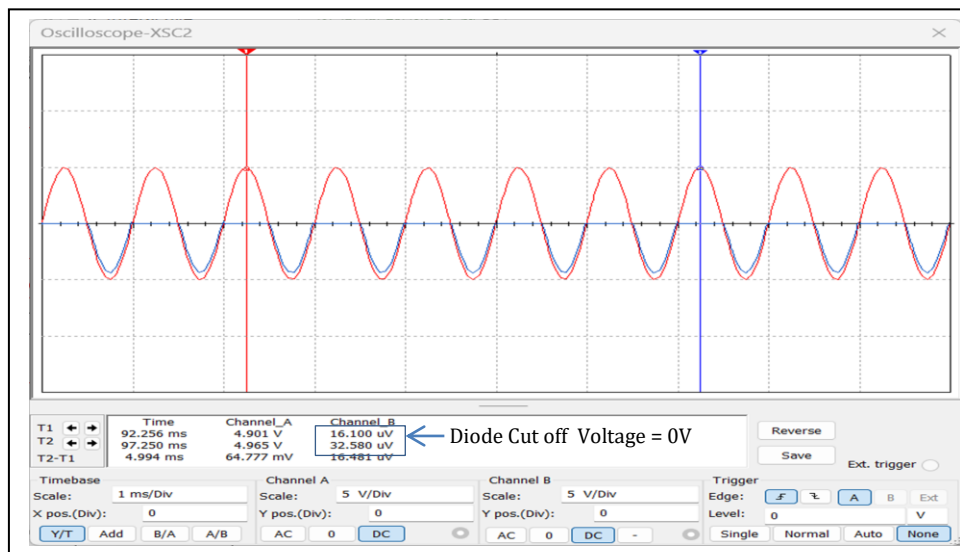 Oscilloscope-XSC2
Time Channel_A Channel_B
T1 92.256 ms 4.901 V 16.100 uV
T2 97.250 ms 4.965 V 32.580 uV
T2-T1 4.994 ms 64.777 mV 16.481 uV
Diode Cut off Voltage = 0V
Reverse
Save
Ext. trigger
Timebase
Scale: 1 ms/Div
X pos.(Div): 0
Y/T Add B/A A/B
Channel A
Scale: 5 V/Div
Y pos.(Div): 0
AC 0 DC
Channel B
Scale: 5 V/Div
Y pos.(Div): 0
AC 0 DC -
Trigger
Edge: A B Ext
Level: 0 V
Single Normal Auto None